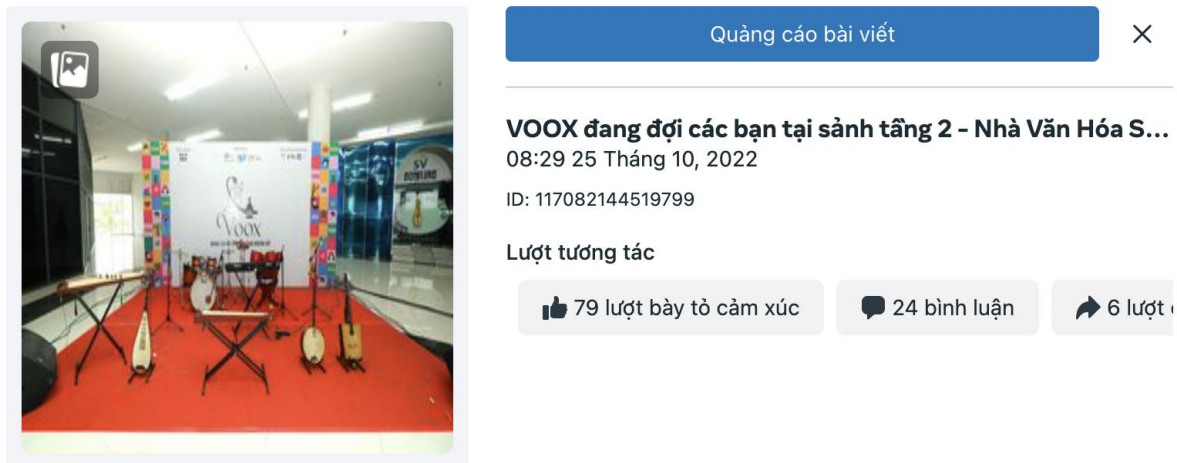 Quảng cáo bài viết
VOOX đang đợi các bạn tại sảnh tầng 2 - Nhà Văn Hóa S...
08:29 25 Tháng 10, 2022
ID: 117082144519799
Lượt tương tác
79 lượt bày tỏ cảm xúc
24 bình luận
6 lượt
VOOX
SV